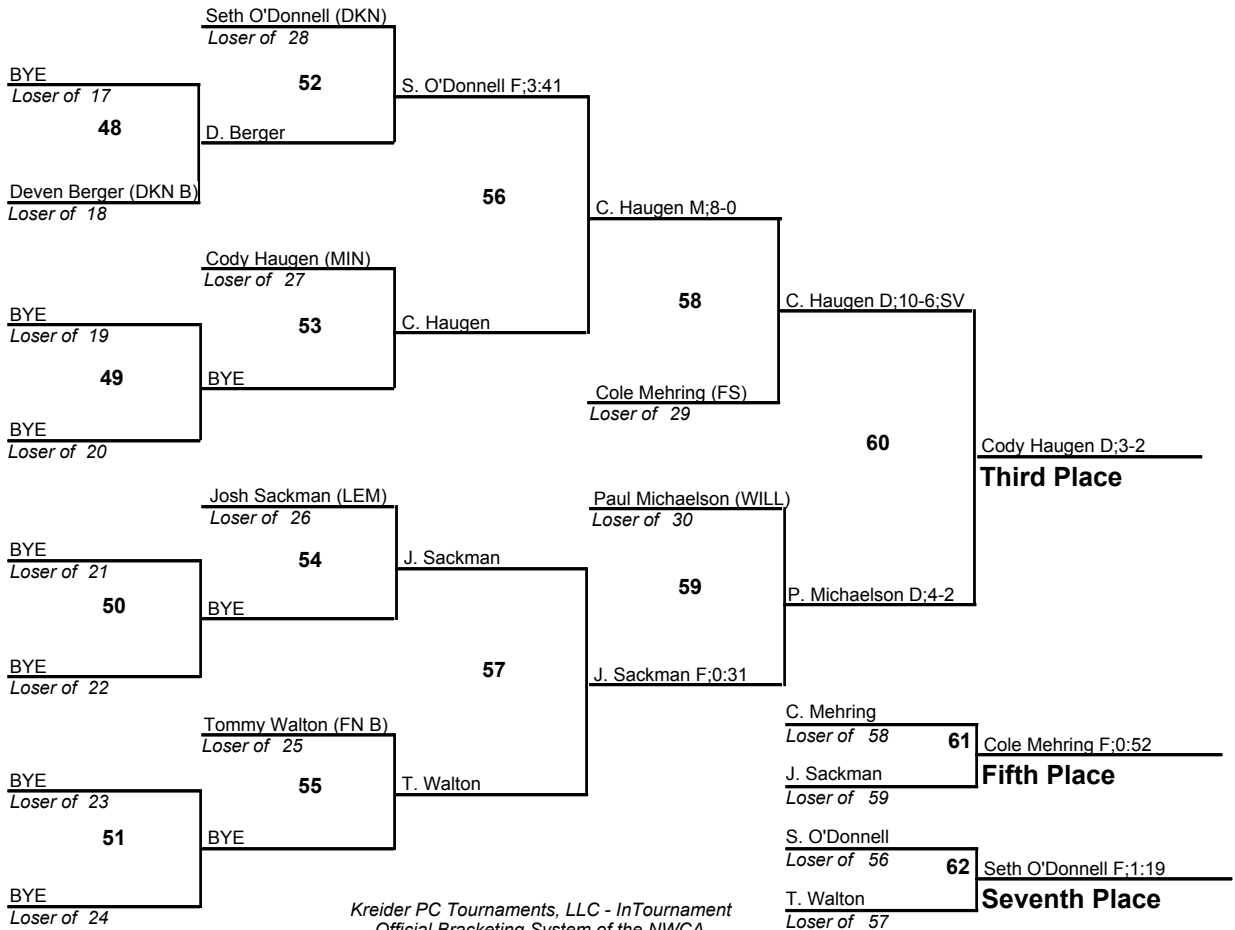 Seth O'Donnell (DKN)
Loser of 28
BYE
Loser of 17
52
S. O'Donnell F;3:41
48
D. Berger
Deven Berger (DKN B)
Loser of 18
56
C. Haugen M;8-0
Cody Haugen (MIN)
Loser of 27
BYE
Loser of 19
53
C. Haugen
58
C. Haugen D;10-6;SV
49
BYE
Cole Mehring (FS)
Loser of 29
BYE
Loser of 20
60
Cody Haugen D;3-2
Third Place
Josh Sackman (LEM)
Loser of 26
Paul Michaelson (WILL)
Loser of 30
BYE
Loser of 21
54
J. Sackman
50
BYE
59
P. Michaelson D;4-2
BYE
Loser of 22
57
J. Sackman F;0:31
Tommy Walton (FN B)
Loser of 25
C. Mehring
Loser of 58
61
Cole Mehring F;0:52
Fifth Place
J. Sackman
Loser of 59
BYE
Loser of 23
55
T. Walton
51
BYE
S. O'Donnell
Loser of 56
62
Seth O'Donnell F;1:19
Seventh Place
T. Walton
Loser of 57
BYE
Loser of 24
Kreider PC Tournaments, LLC - InTournament
Official Bracketing System of the NWCA